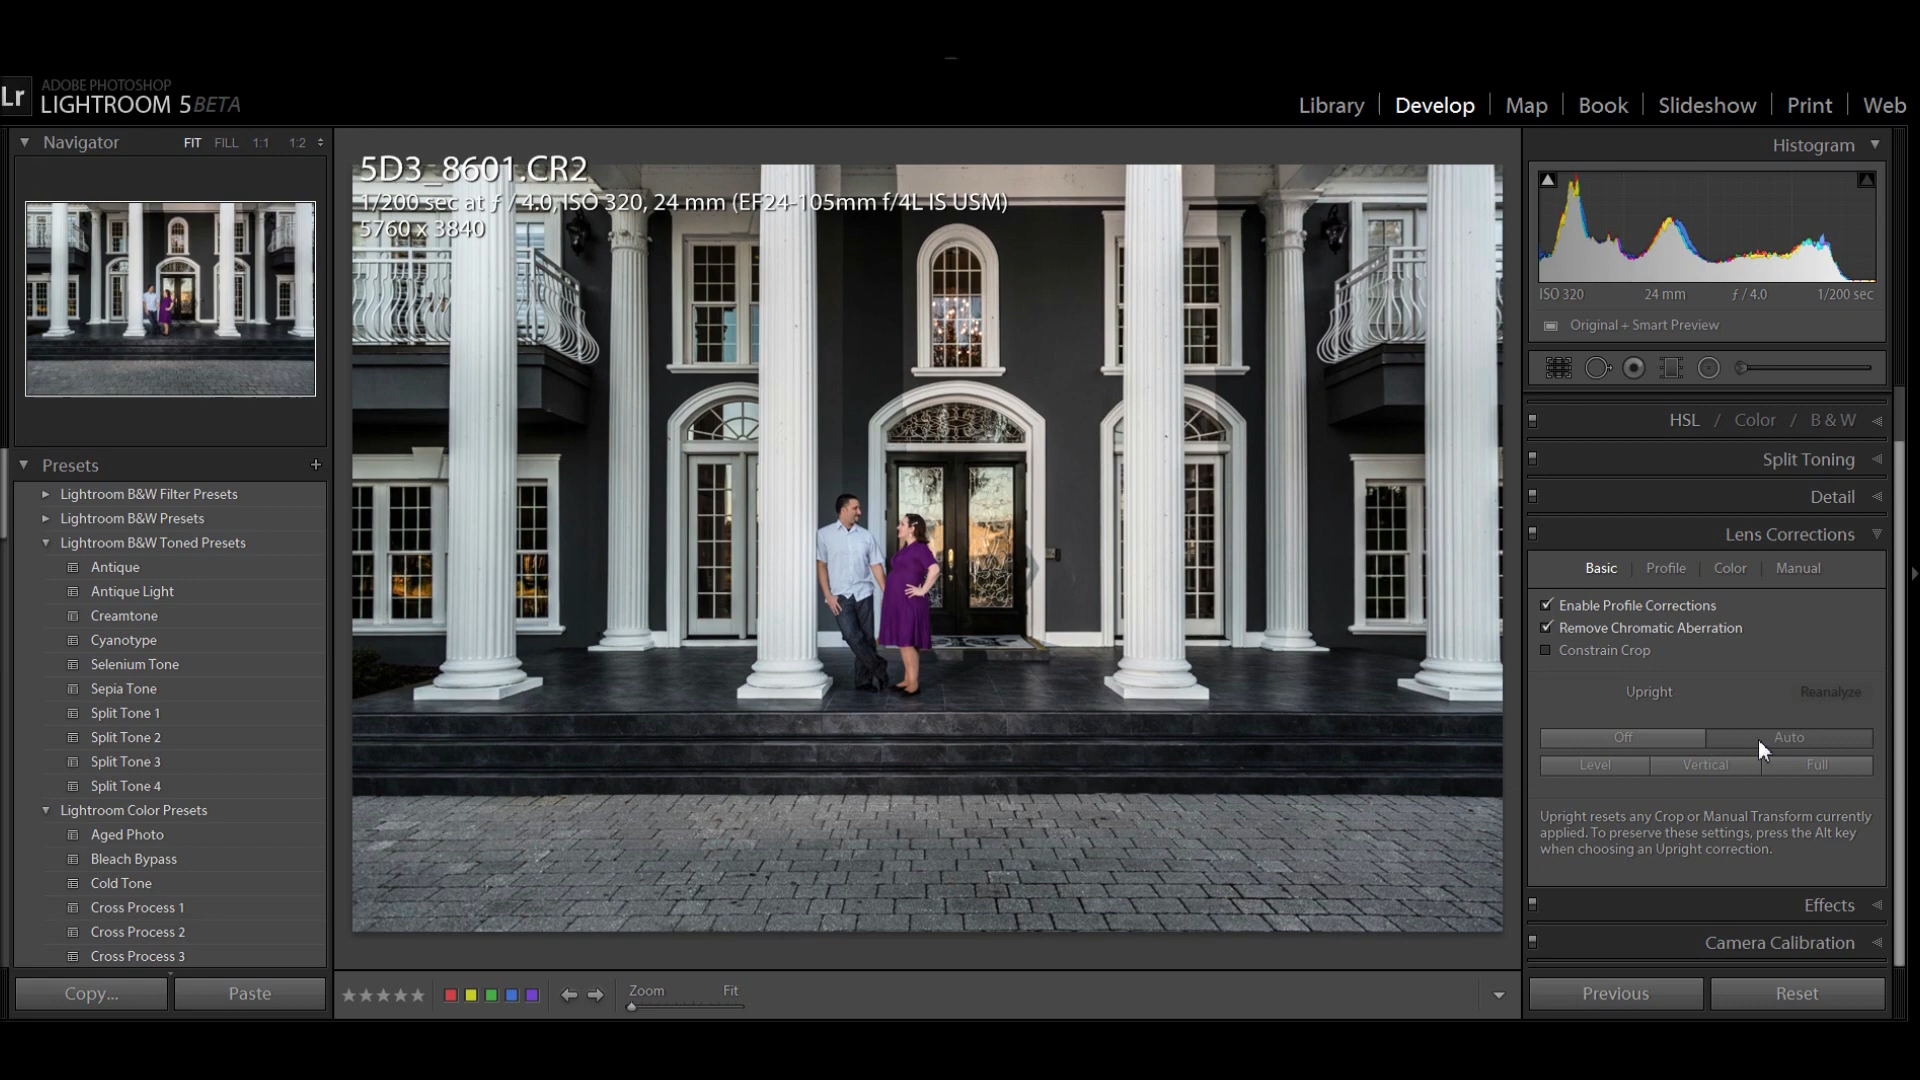 Lr
ADOBE PHOTOSHOP
LIGHTROOM 5 BETA
Library | Develop | Map | Book | Slideshow | Print | Web
Navigator FIT FILL 1:1 1:2
Presets +
Lightroom B&W Filter Presets
Lightroom B&W Presets
Lightroom B&W Toned Presets
Antique
Antique Light
Creamtone
Cyanotype
Selenium Tone
Sepia Tone
Split Tone 1
Split Tone 2
Split Tone 3
Split Tone 4
Lightroom Color Presets
Aged Photo
Bleach Bypass
Cold Tone
Cross Process 1
Cross Process 2
Cross Process 3
Copy... Paste
5D3_8601.CR2
1/200 sec at ƒ / 4.0, ISO 320, 24 mm (EF24-105mm f/4L IS USM)
5760 x 3840
Zoom Fit
Histogram
ISO 320 24 mm ƒ / 4.0 1/200 sec
Original + Smart Preview
HSL / Color / B & W
Split Toning
Detail
Lens Corrections
Basic | Profile | Color | Manual
Enable Profile Corrections
Remove Chromatic Aberration
Constrain Crop
Upright Reanalyze
Off Auto
Level Vertical Full
Upright resets any Crop or Manual Transform currently
applied. To preserve these settings, press the Alt key
when choosing an Upright correction.
Effects
Camera Calibration
Previous Reset